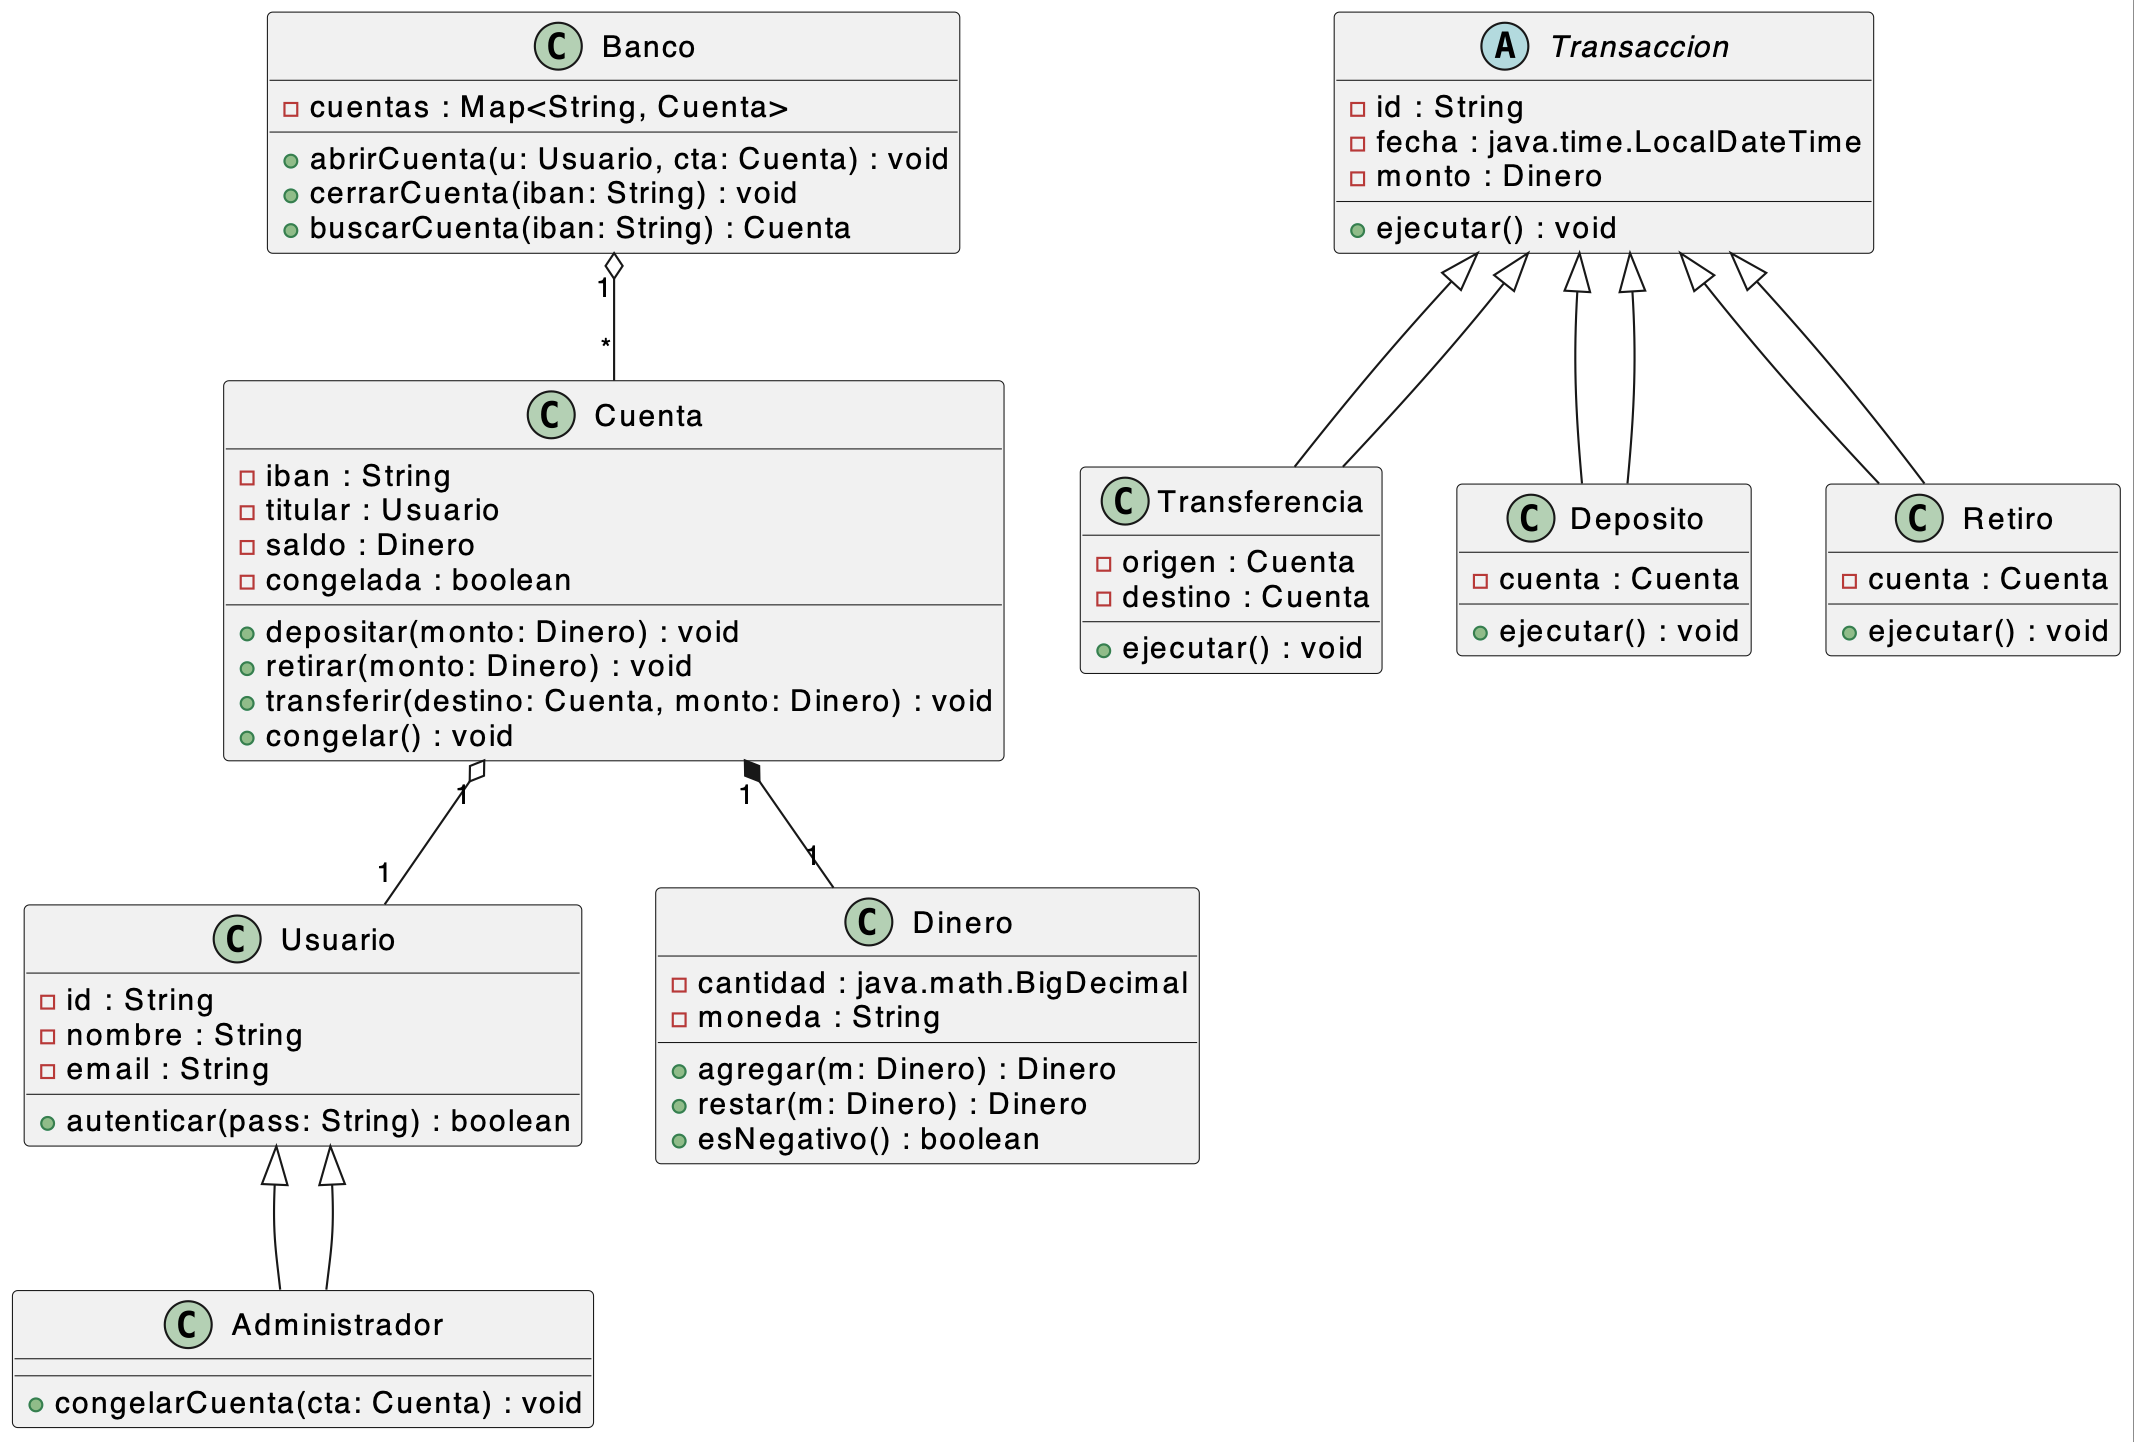 C Banco
cuentas : Map<String, Cuenta>
abrirCuenta(u: Usuario, cta: Cuenta) : void
cerrarCuenta(iban: String) : void
buscarCuenta(iban: String) : Cuenta
1
*
A Transaccion
id : String
fecha : java.time.LocalDateTime
monto : Dinero
ejecutar() : void
C Cuenta
iban : String
titular : Usuario
saldo : Dinero
congelada : boolean
depositar(monto: Dinero) : void
retirar(monto: Dinero) : void
transferir(destino: Cuenta, monto: Dinero) : void
congelar() : void
C Transferencia
origen : Cuenta
destino : Cuenta
ejecutar() : void
C Deposito
cuenta : Cuenta
ejecutar() : void
C Retiro
cuenta : Cuenta
ejecutar() : void
1
1
1
1
C Usuario
id : String
nombre : String
email : String
autenticar(pass: String) : boolean
C Dinero
cantidad : java.math.BigDecimal
moneda : String
agregar(m: Dinero) : Dinero
restar(m: Dinero) : Dinero
esNegativo() : boolean
C Administrador
congelarCuenta(cta: Cuenta) : void